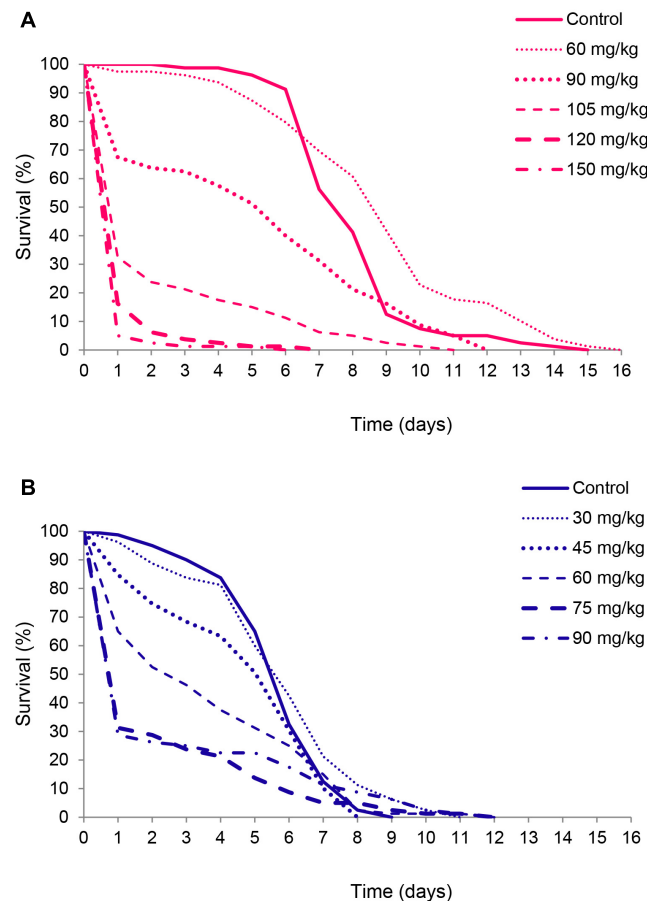 A
Control
60 mg/kg
90 mg/kg
105 mg/kg
120 mg/kg
150 mg/kg
Survival (%)
100
90
80
70
60
50
40
30
20
10
0
0 1 2 3 4 5 6 7 8 9 10 11 12 13 14 15 16
Time (days)
B
Control
30 mg/kg
45 mg/kg
60 mg/kg
75 mg/kg
90 mg/kg
Survival (%)
100
90
80
70
60
50
40
30
20
10
0
0 1 2 3 4 5 6 7 8 9 10 11 12 13 14 15 16
Time (days)